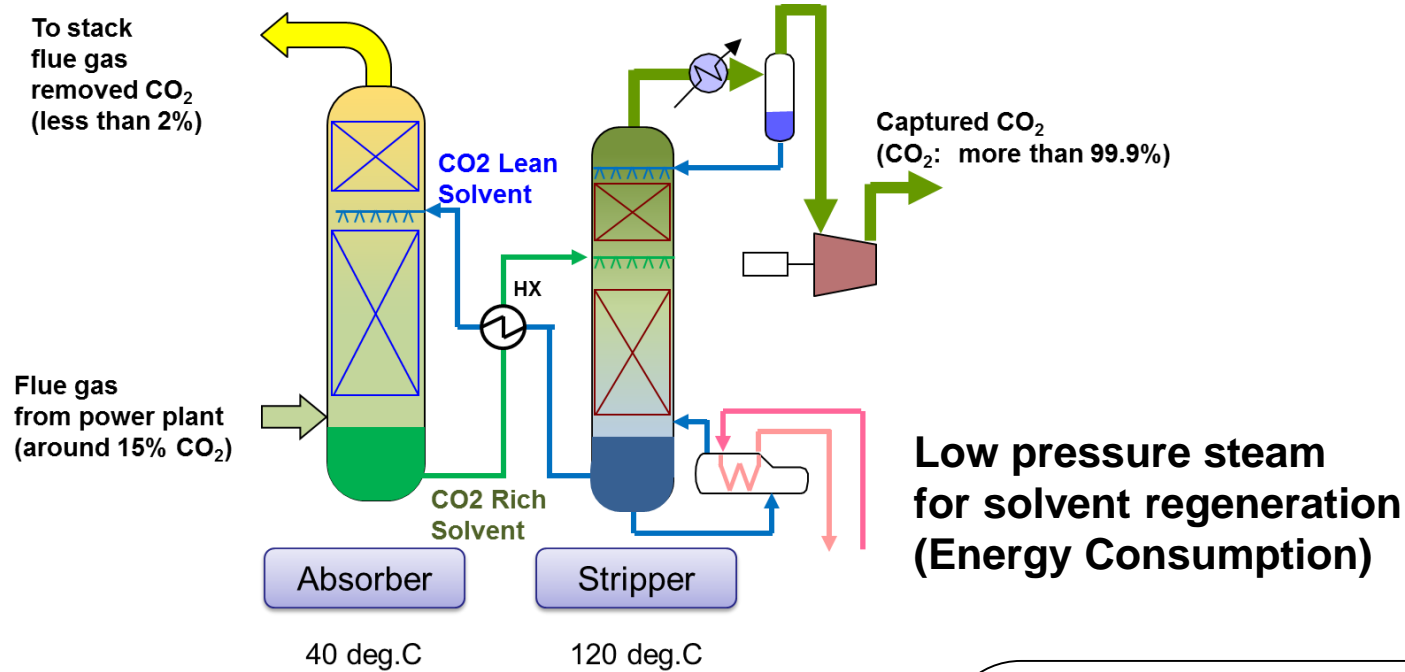 To stack
flue gas
removed CO₂
(less than 2%)
CO2 Lean
Solvent
Captured CO₂
(CO₂: more than 99.9%)
HX
Flue gas
from power plant
(around 15% CO₂)
CO2 Rich
Solvent
Low pressure steam
for solvent regeneration
(Energy Consumption)
Absorber
Stripper
40 deg.C
120 deg.C